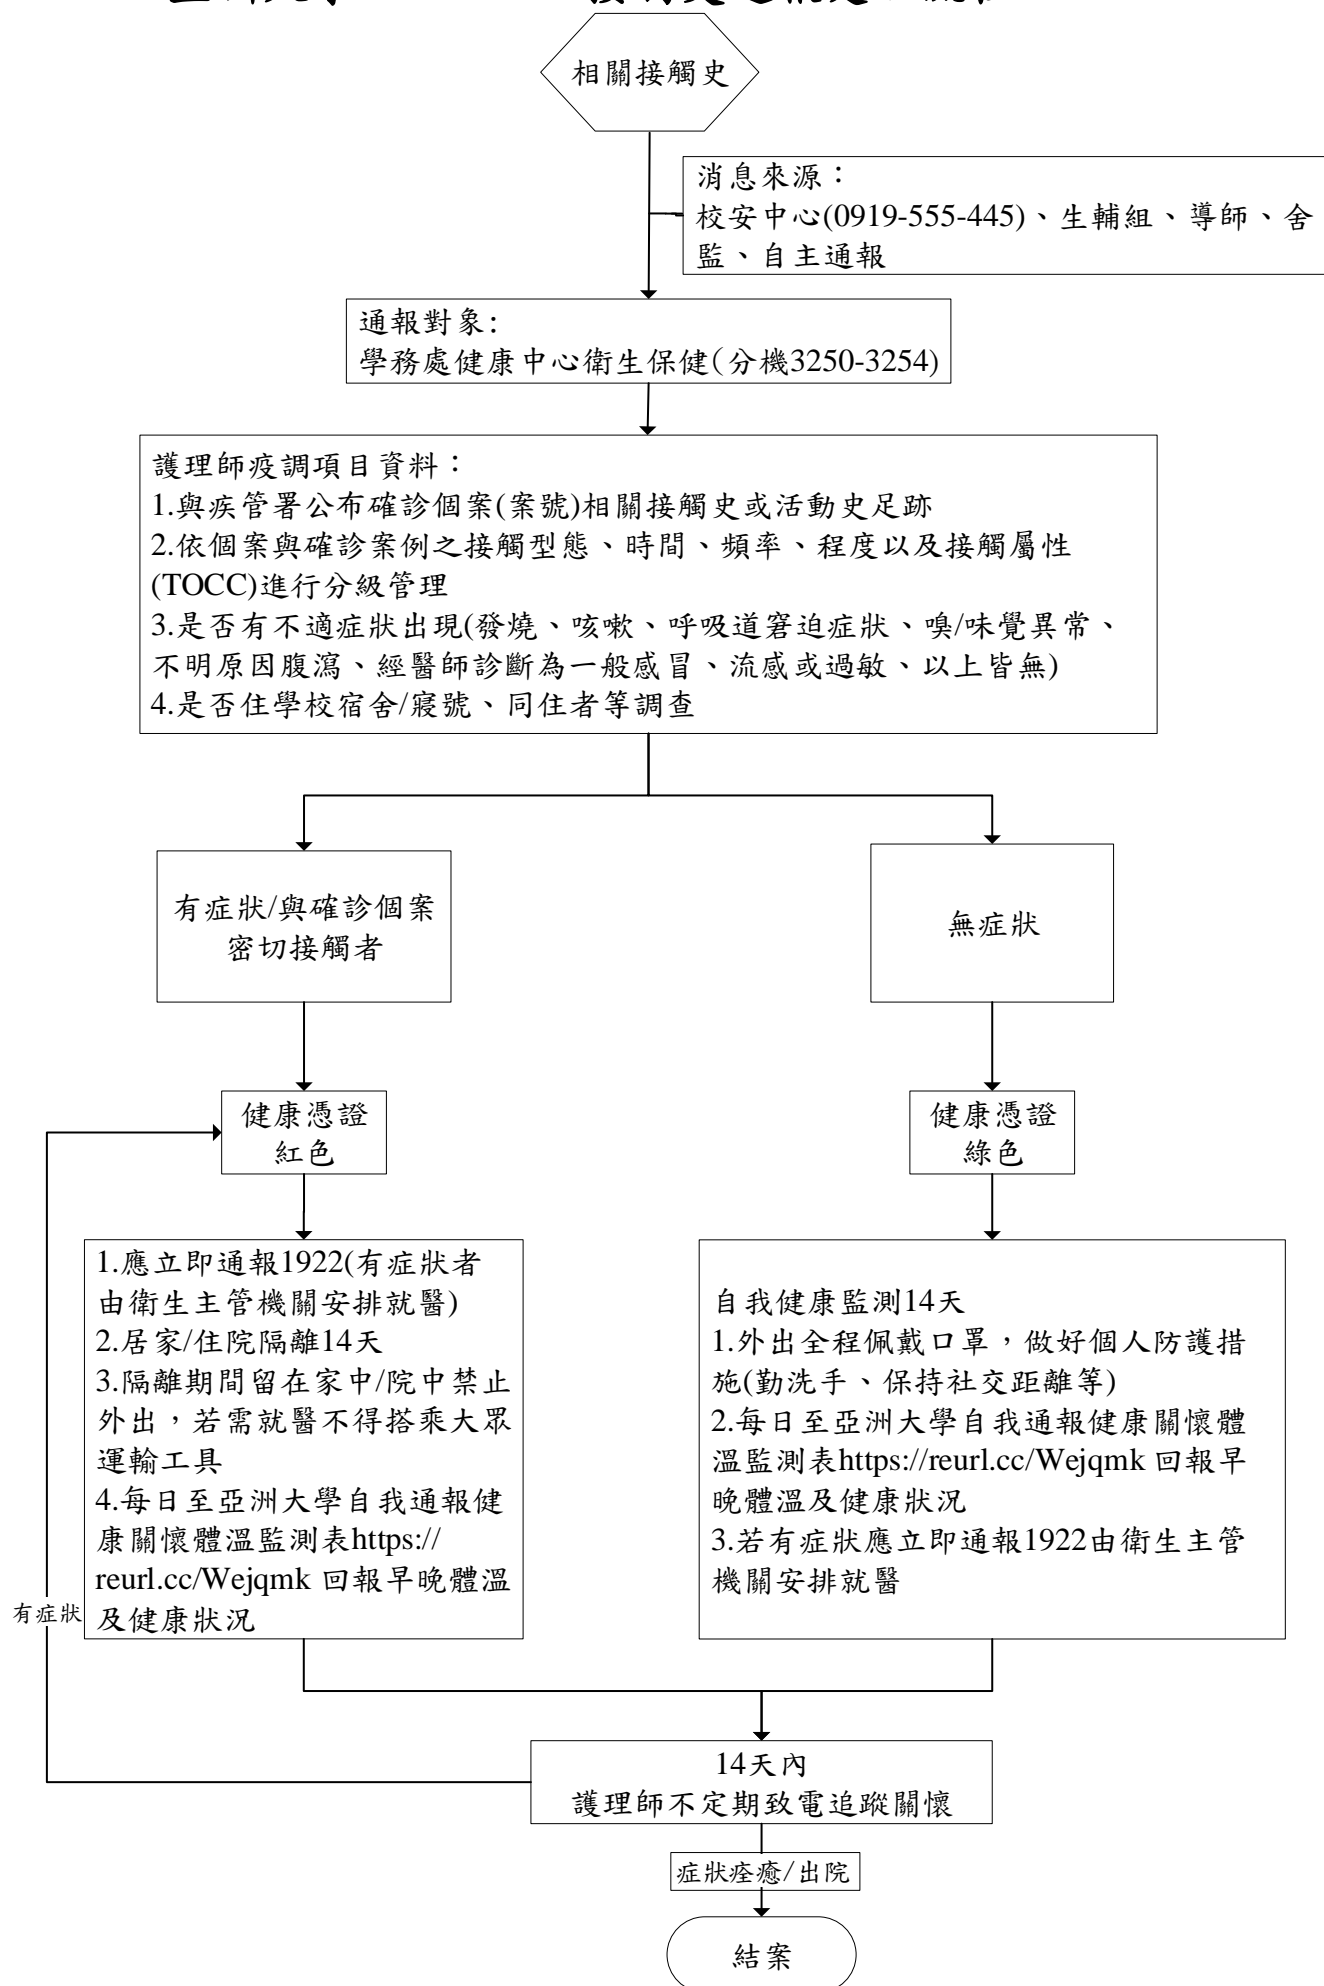 相關接觸史
消息來源：
校安中心(0919-555-445)、生輔組、導師、舍
監、自主通報
通報對象:
學務處健康中心衛生保健(分機3250-3254)
護理師疫調項目資料：
1.與疾管署公布確診個案(案號)相關接觸史或活動史足跡
2.依個案與確診案例之接觸型態、時間、頻率、程度以及接觸屬性
(TOCC)進行分級管理
3.是否有不適症狀出現(發燒、咳嗽、呼吸道窘迫症狀、嗅/味覺異常、
不明原因腹瀉、經醫師診斷為一般感冒、流感或過敏、以上皆無)
4.是否住學校宿舍/寢號、同住者等調查
有症狀/與確診個案
密切接觸者
無症狀
健康憑證
紅色
健康憑證
綠色
1.應立即通報1922(有症狀者
由衛生主管機關安排就醫)
2.居家/住院隔離14天
3.隔離期間留在家中/院中禁止
外出，若需就醫不得搭乘大眾
運輸工具
4.每日至亞洲大學自我通報健
康關懷體溫監測表https://
reurl.cc/Wejqmk 回報早晚體溫
及健康狀況
自我健康監測14天
1.外出全程佩戴口罩，做好個人防護措
施(勤洗手、保持社交距離等)
2.每日至亞洲大學自我通報健康關懷體
溫監測表https://reurl.cc/Wejqmk 回報早
晚體溫及健康狀況
3.若有症狀應立即通報1922由衛生主管
機關安排就醫
有症狀
14天內
護理師不定期致電追蹤關懷
症狀痊癒/出院
結案